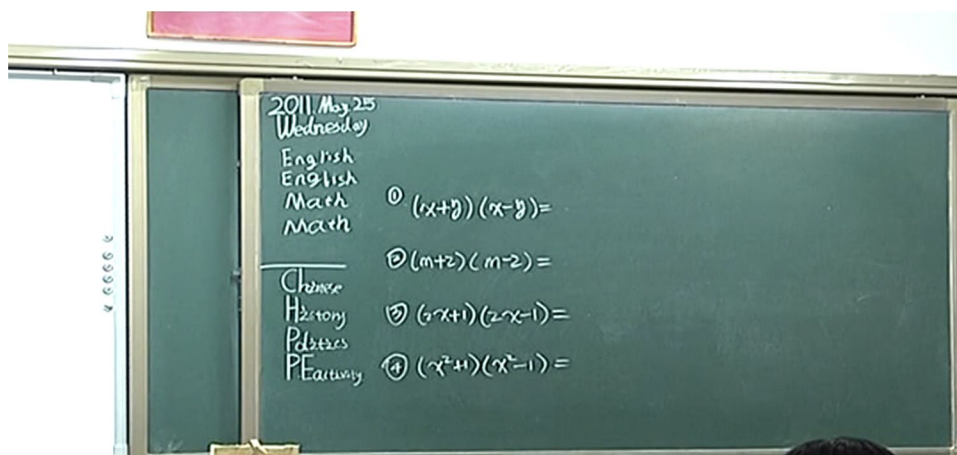 2011. May. 25
Wednesday
English
English
Math
Math
Chinese
History
Politics
PE activity
① (x+y)(x-y)=
② (m+2)(m-2)=
③ (2x+1)(2x-1)=
④ (x²+1)(x²-1)=